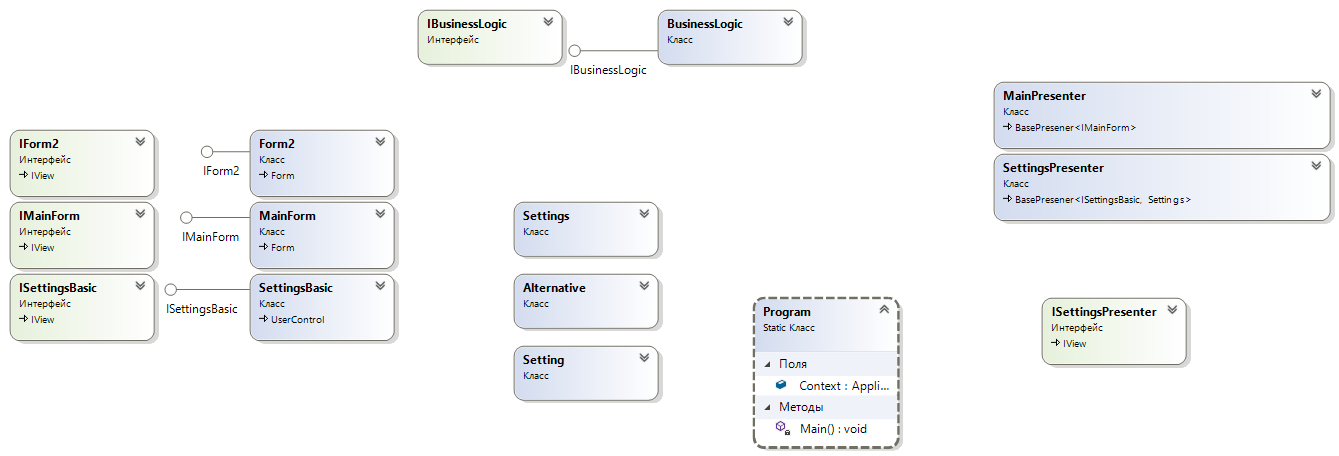 IBusinessLogic
Интерфейс
IBusinessLogic
BusinessLogic
Класс
MainPresenter
Класс
BasePresener<IMainForm>
SettingsPresenter
Класс
BasePresener<ISettingsBasic, Settings>
IForm2
Интерфейс
IView
IForm2
Form2
Класс
Form
IMainForm
Интерфейс
IView
IMainForm
MainForm
Класс
Form
ISettingsBasic
Интерфейс
IView
ISettingsBasic
SettingsBasic
Класс
UserControl
Settings
Класс
Alternative
Класс
Setting
Класс
Program
Static Класс
Поля
Context : Appli...
Методы
Main() : void
ISettingsPresenter
Интерфейс
IView